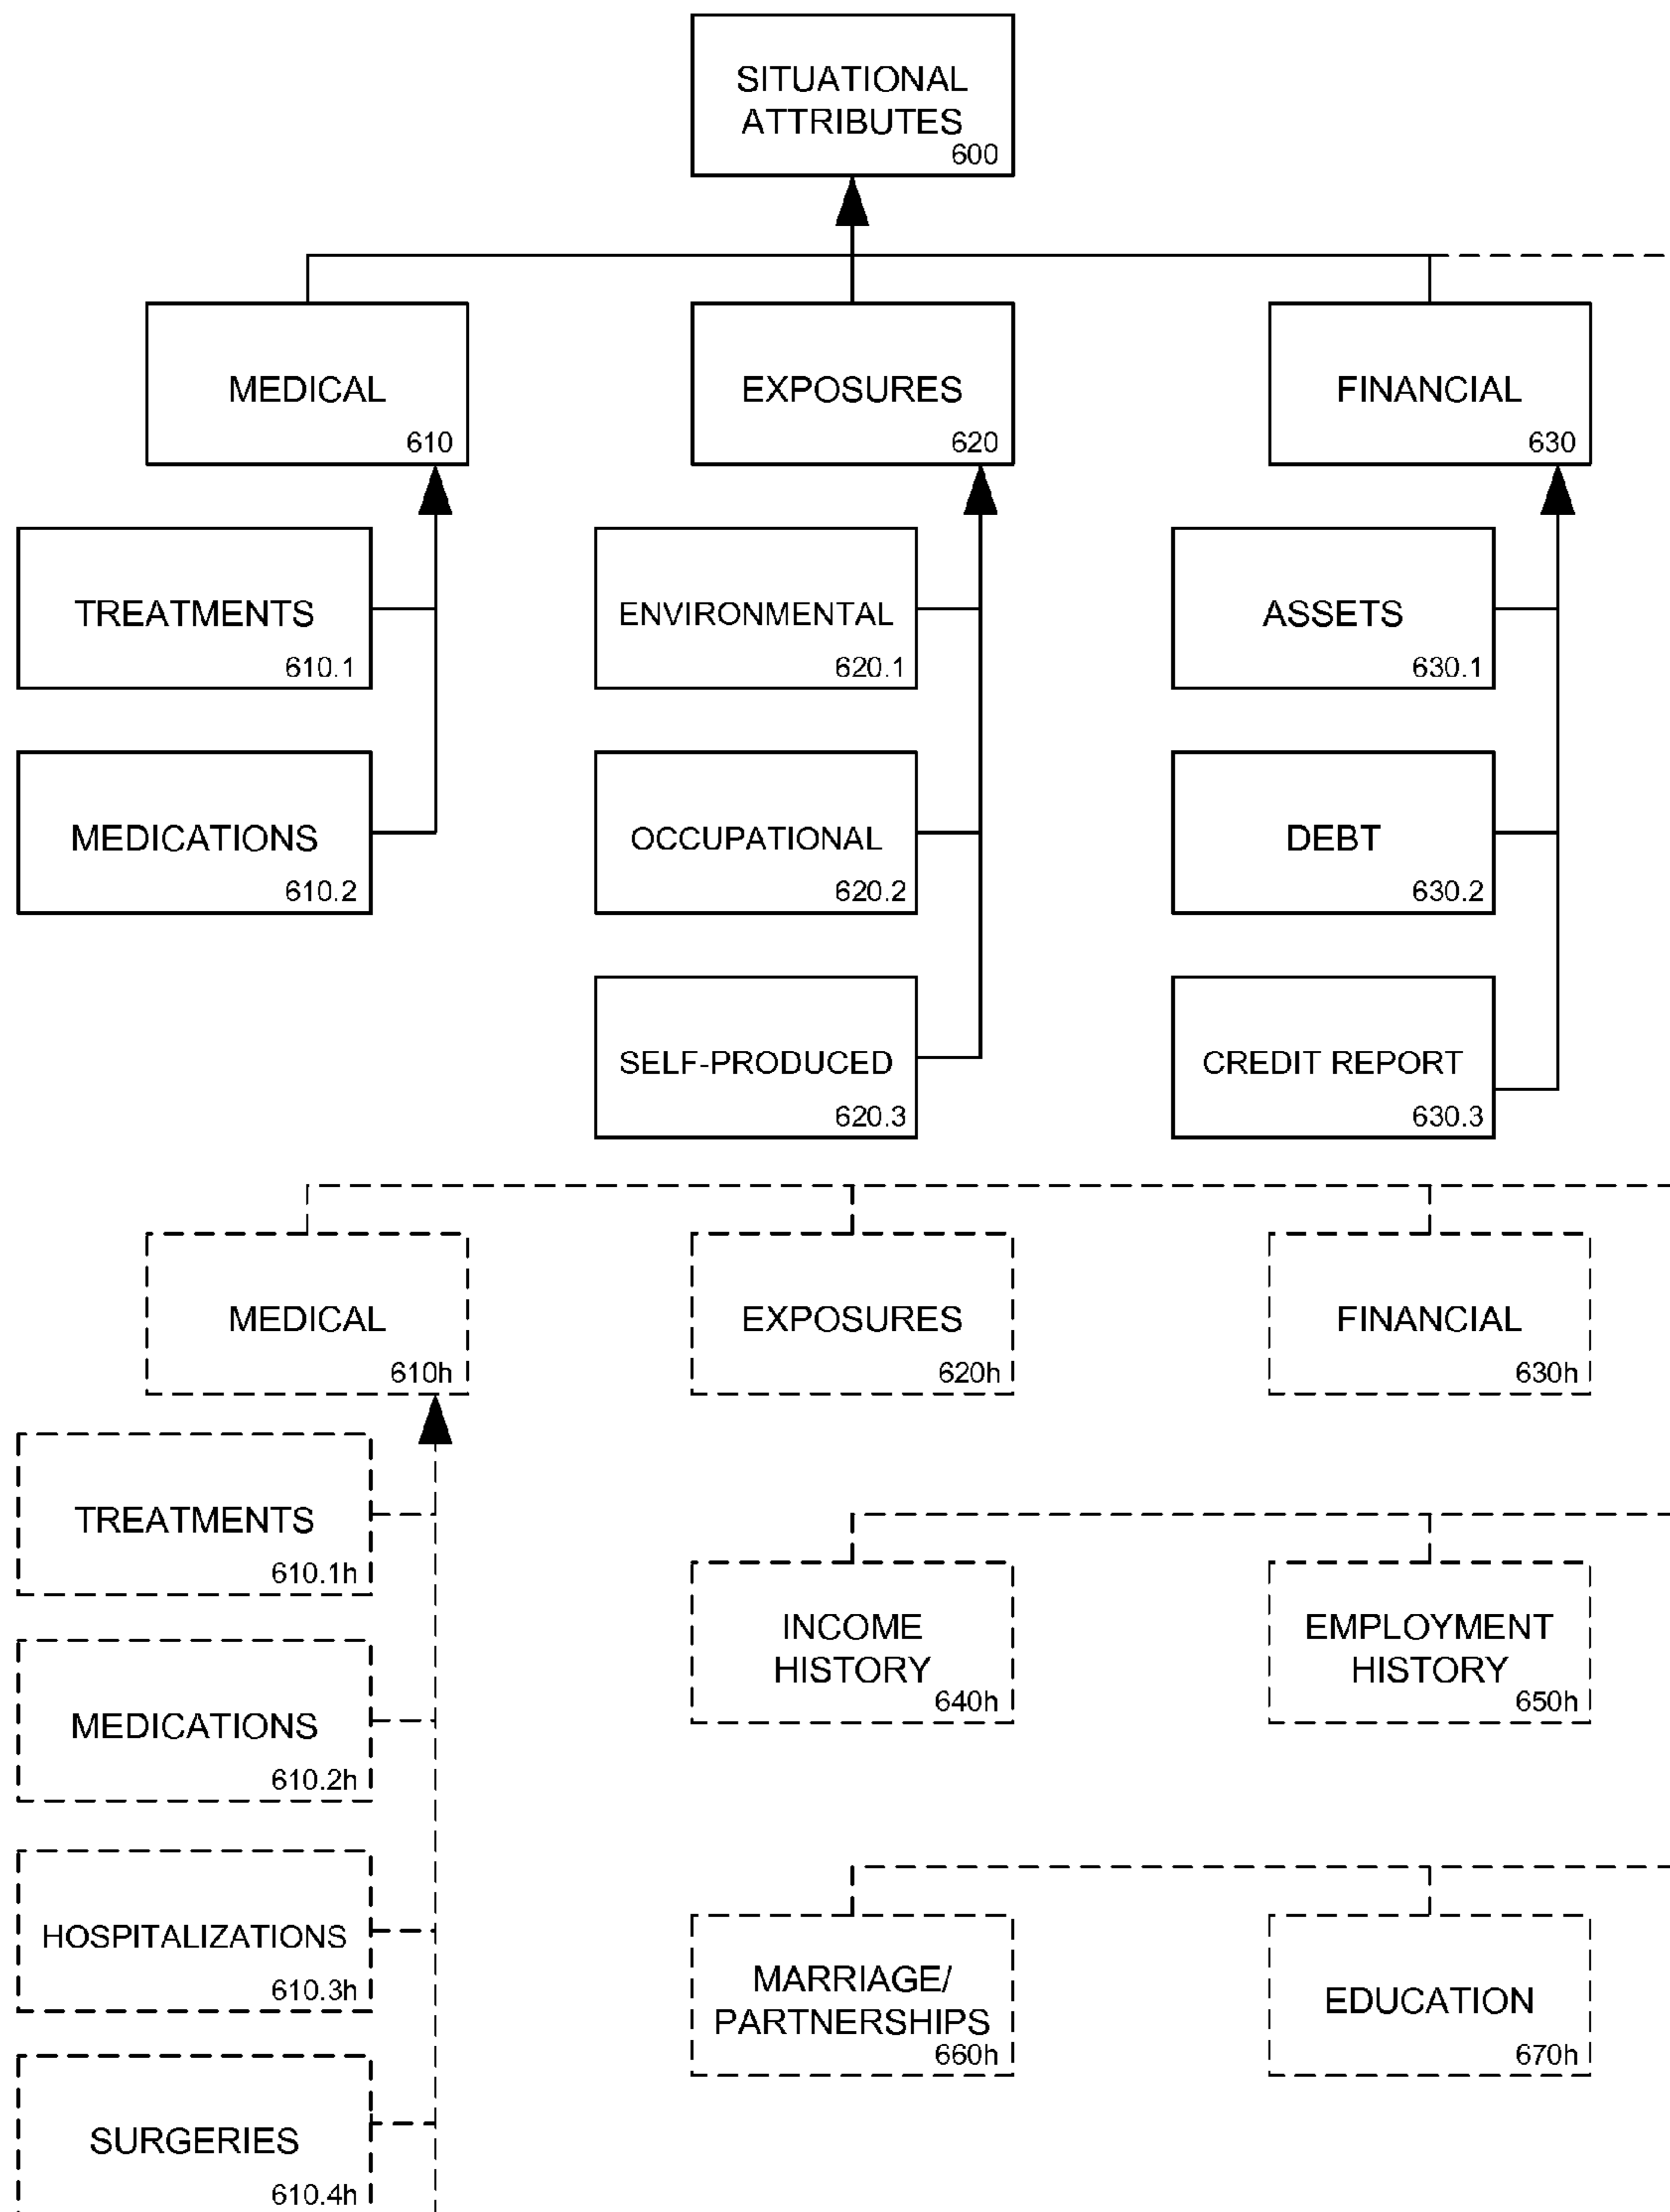 SITUATIONAL
ATTRIBUTES
600
MEDICAL
610
EXPOSURES
620
FINANCIAL
630
TREATMENTS
610.1
ENVIRONMENTAL
620.1
ASSETS
630.1
MEDICATIONS
610.2
OCCUPATIONAL
620.2
DEBT
630.2
SELF-PRODUCED
620.3
CREDIT REPORT
630.3
MEDICAL
610h
EXPOSURES
620h
FINANCIAL
630h
TREATMENTS
610.1h
INCOME
HISTORY
640h
EMPLOYMENT
HISTORY
650h
MEDICATIONS
610.2h
HOSPITALIZATIONS
610.3h
MARRIAGE/
PARTNERSHIPS
660h
EDUCATION
670h
SURGERIES
610.4h